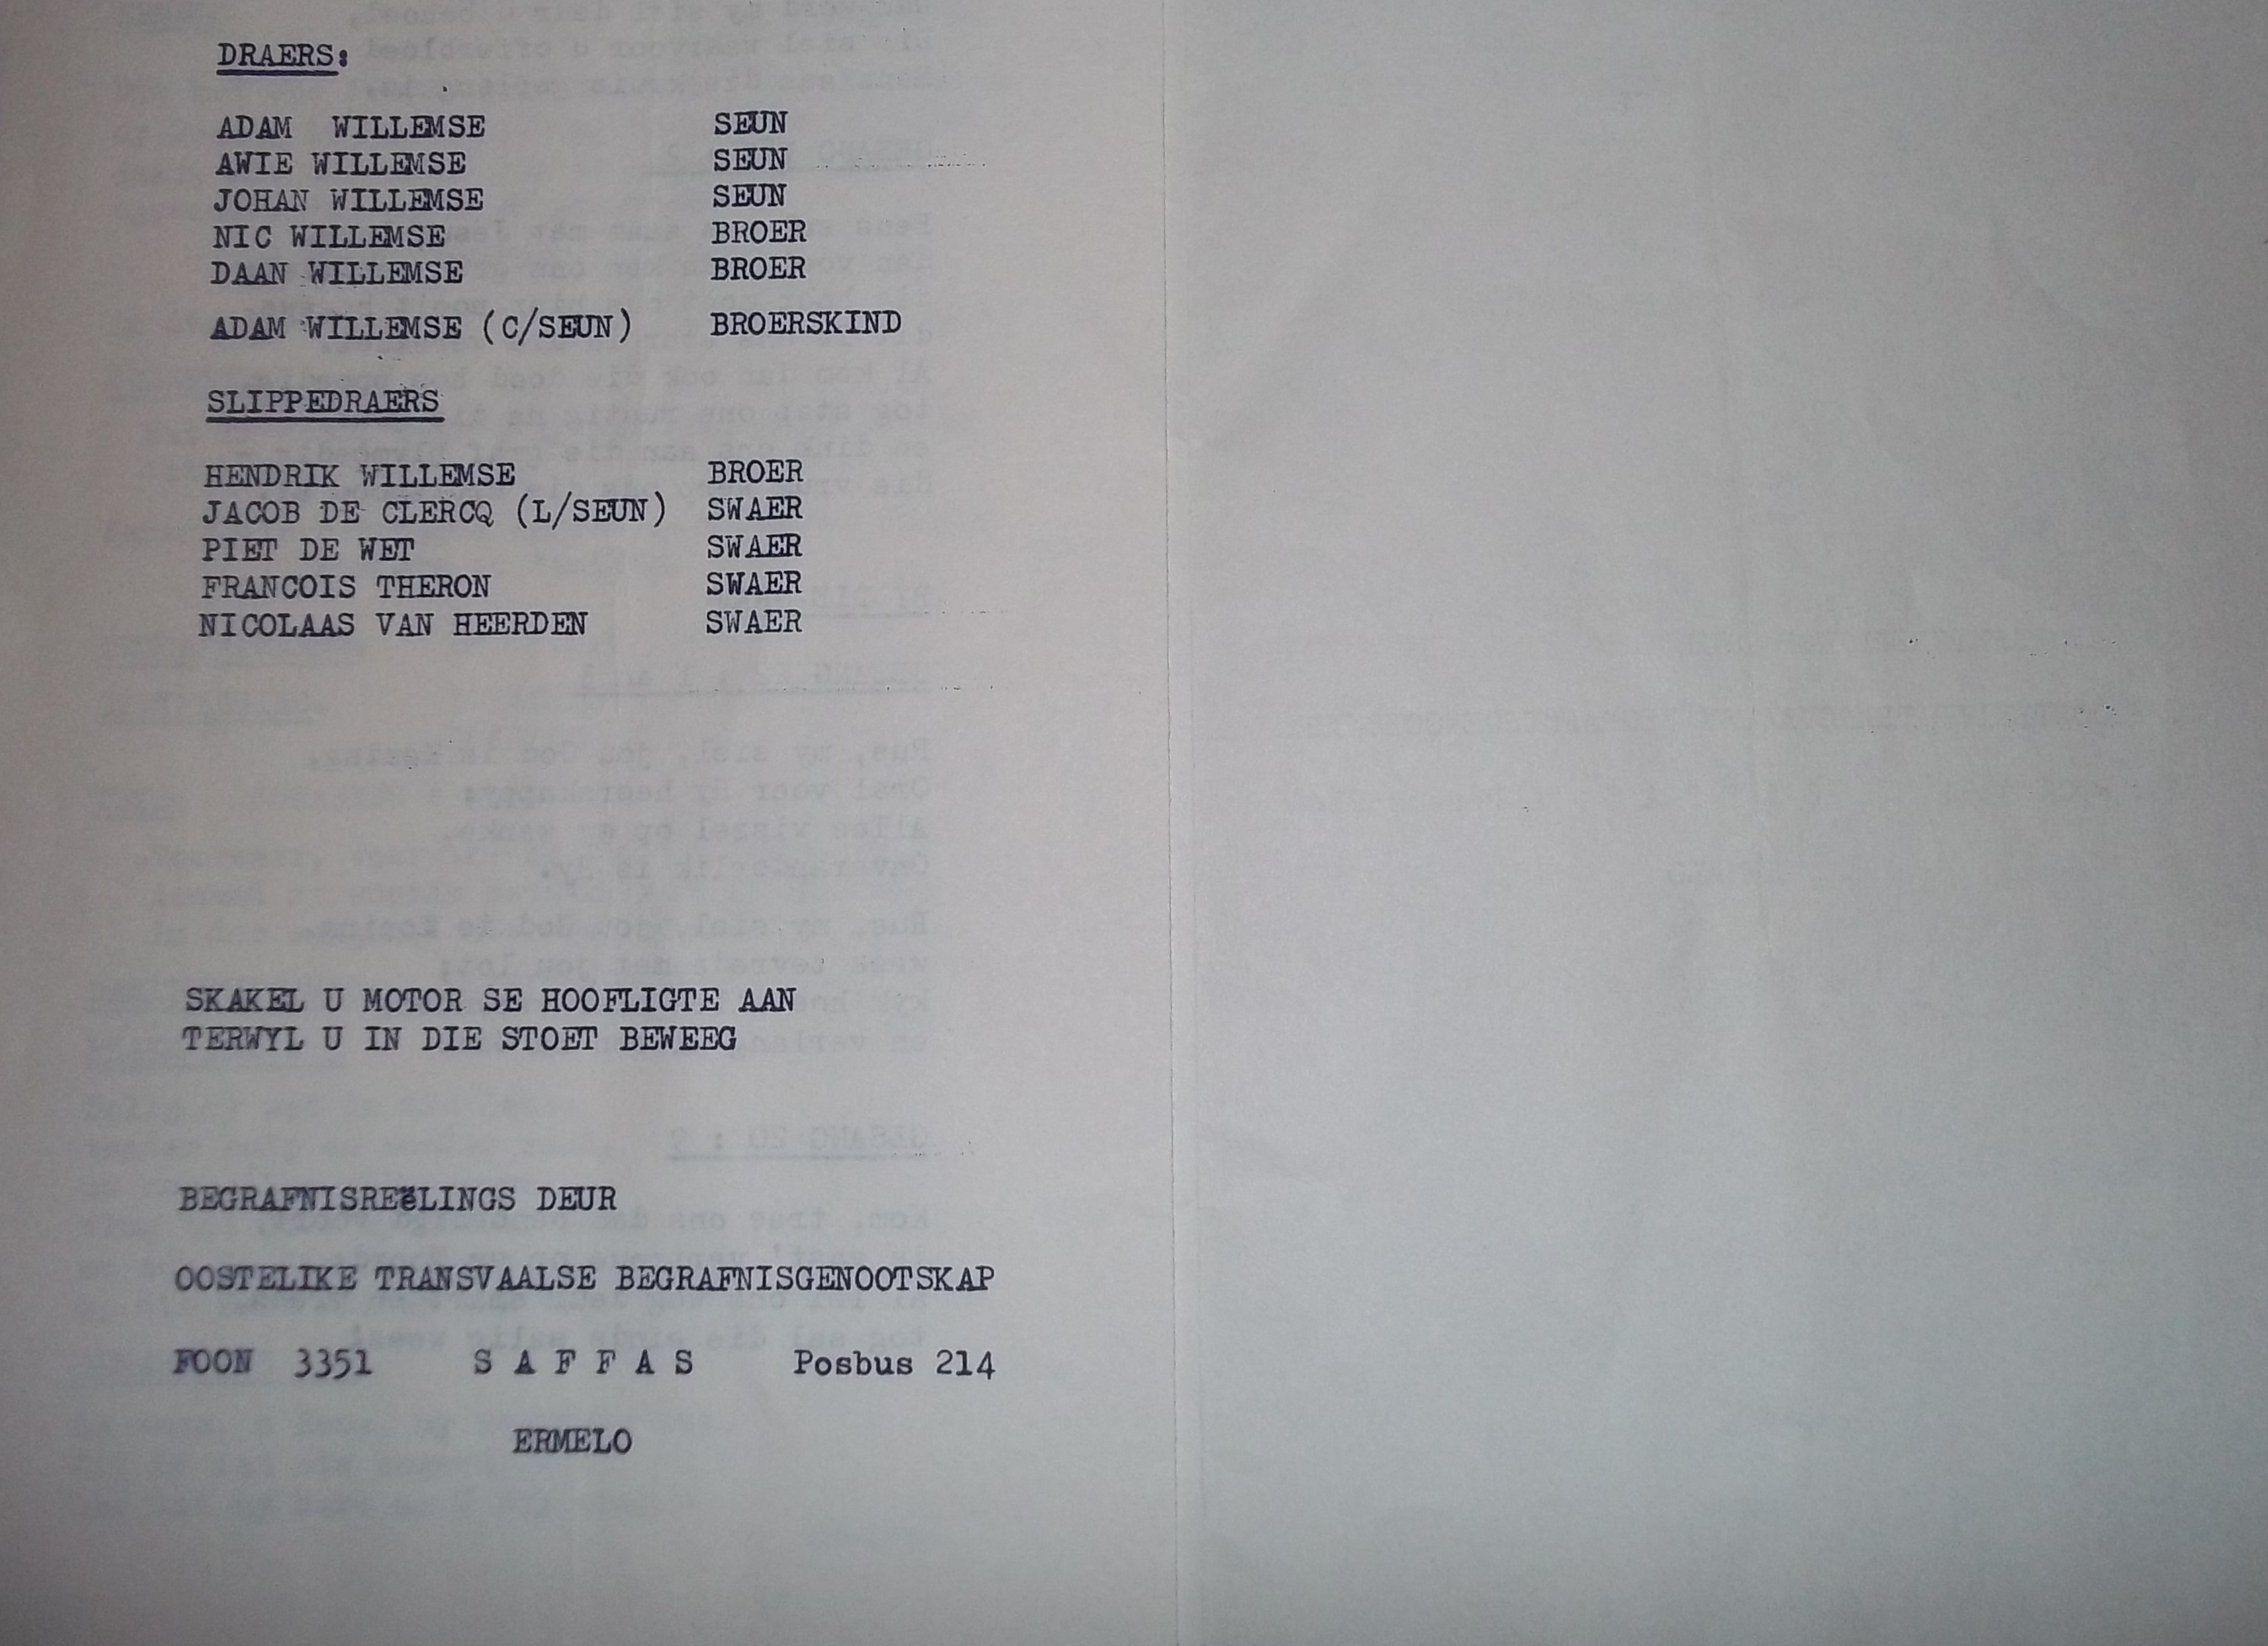 DRAERS:
ADAM WILLEMSE SEUN
AWIE WILLEMSE SEUN
JOHAN WILLEMSE SEUN
NIC WILLEMSE BROER
DAAN WILLEMSE BROER
ADAM WILLEMSE (C/SEUN) BROERSKIND
SLIPPEDRAERS
HENDRIK WILLEMSE BROER
JACOB DE CLERCQ (L/SEUN) SWAER
PIET DE WET SWAER
FRANCOIS THERON SWAER
NICOLAAS VAN HEERDEN SWAER
SKAKEL U MOTOR SE HOOFLIGTE AAN
TERWYL U IN DIE STOET BEWEEG
BEGRAFNISREëLINGS DEUR
OOSTELIKE TRANSVAALSE BEGRAFNISGENOOTSKAP
FOON 3351 S A F F A S Posbus 214
ERMELO